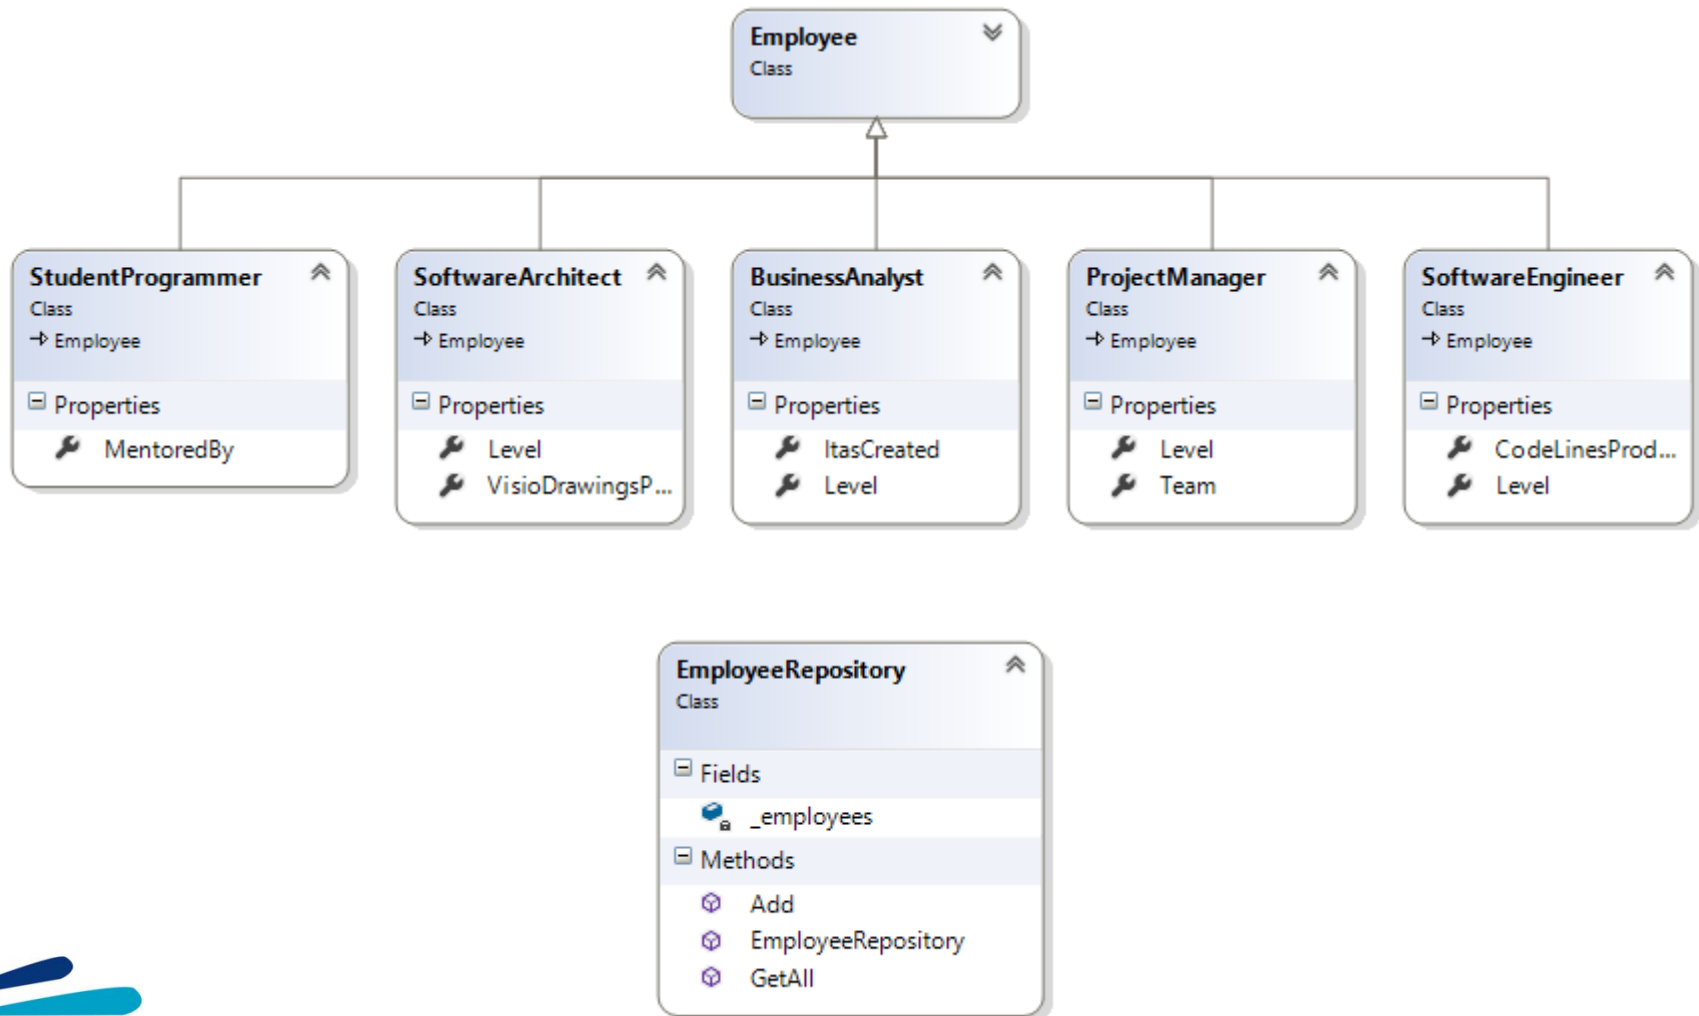 Employee
Class
StudentProgrammer
Class
Employee
Properties
MentoredBy
SoftwareArchitect
Class
Employee
Properties
Level
VisioDrawingsP...
BusinessAnalyst
Class
Employee
Properties
ItasCreated
Level
ProjectManager
Class
Employee
Properties
Level
Team
SoftwareEngineer
Class
Employee
Properties
CodeLinesProd...
Level
EmployeeRepository
Class
Fields
_employees
Methods
Add
EmployeeRepository
GetAll